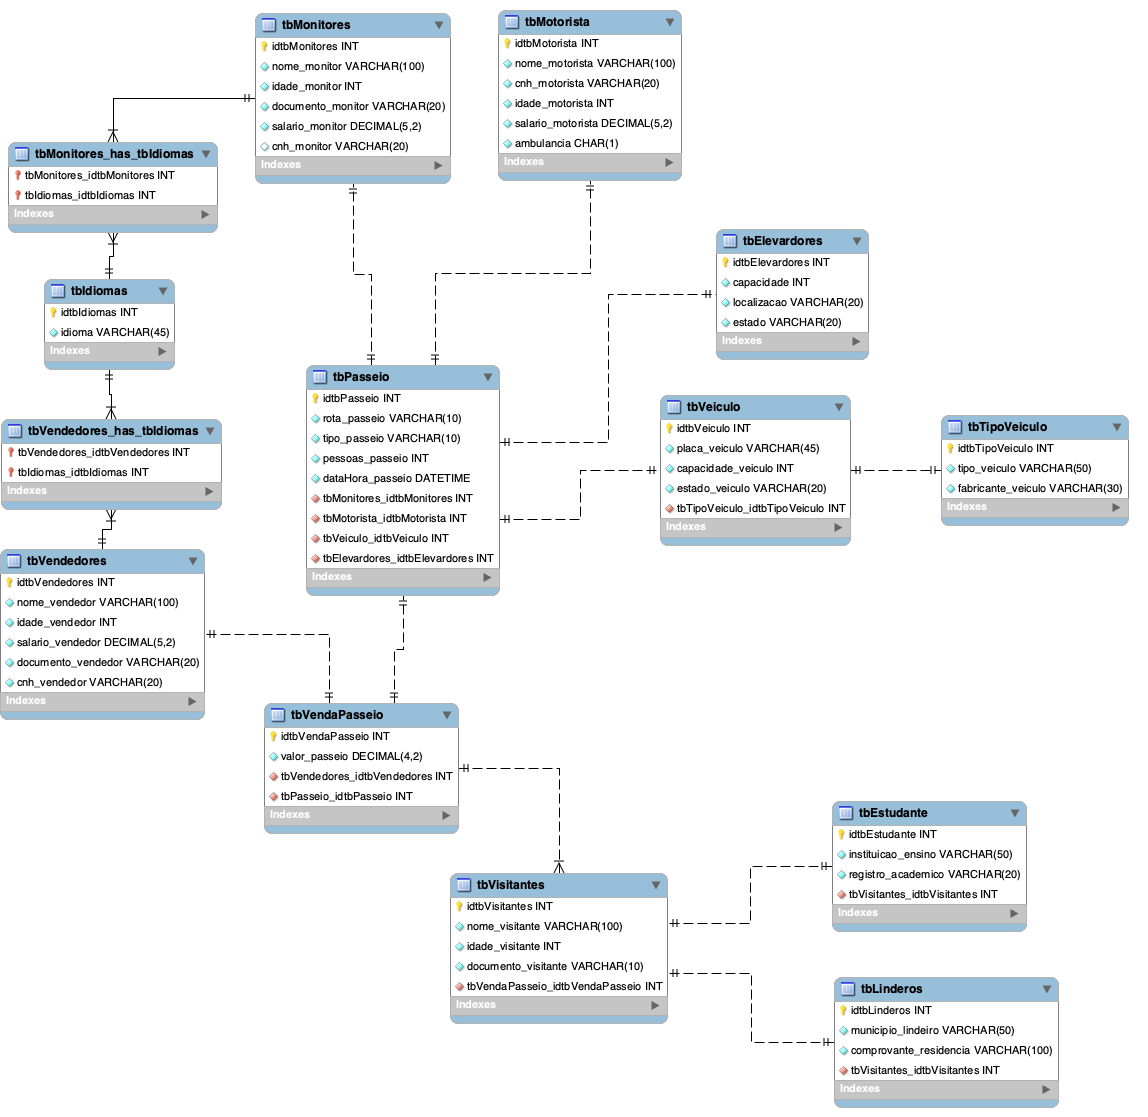 tbMonitores
idtbMonitores INT
nome_monitor VARCHAR(100)
idade_monitor INT
documento_monitor VARCHAR(20)
salario_monitor DECIMAL(5,2)
cnh_monitor VARCHAR(20)
Indexes
tbMotorista
idtbMotorista INT
nome_motorista VARCHAR(100)
cnh_motorista VARCHAR(20)
idade_motorista INT
salario_motorista DECIMAL(5,2)
ambulancia CHAR(1)
Indexes
tbMonitores_has_tbIdiomas
tbMonitores_idtbMonitores INT
tbIdiomas_idtbIdiomas INT
Indexes
tbElevardores
idtbElevardores INT
capacidade INT
localizacao VARCHAR(20)
estado VARCHAR(20)
Indexes
tbIdiomas
idtbIdiomas INT
idioma VARCHAR(45)
Indexes
tbPasseio
idtbPasseio INT
rota_passeio VARCHAR(10)
tipo_passeio VARCHAR(10)
pessoas_passeio INT
dataHora_passeio DATETIME
tbMonitores_idtbMonitores INT
tbMotorista_idtbMotorista INT
tbVeiculo_idtbVeiculo INT
tbElevardores_idtbElevardores INT
Indexes
tbVeiculo
idtbVeiculo INT
placa_veiculo VARCHAR(45)
capacidade_veiculo INT
estado_veiculo VARCHAR(20)
tbTipoVeiculo_idtbTipoVeiculo INT
Indexes
tbTipoVeiculo
idtbTipoVeiculo INT
tipo_veiculo VARCHAR(50)
fabricante_veiculo VARCHAR(30)
Indexes
tbVendedores_has_tbIdiomas
tbVendedores_idtbVendedores INT
tbIdiomas_idtbIdiomas INT
Indexes
tbVendedores
idtbVendedores INT
nome_vendedor VARCHAR(100)
idade_vendedor INT
salario_vendedor DECIMAL(5,2)
documento_vendedor VARCHAR(20)
cnh_vendedor VARCHAR(20)
Indexes
tbVendaPasseio
idtbVendaPasseio INT
valor_passeio DECIMAL(4,2)
tbVendedores_idtbVendedores INT
tbPasseio_idtbPasseio INT
Indexes
tbVisitantes
idtbVisitantes INT
nome_visitante VARCHAR(100)
idade_visitante INT
documento_visitante VARCHAR(10)
tbVendaPasseio_idtbVendaPasseio INT
Indexes
tbEstudante
idtbEstudante INT
instituicao_ensino VARCHAR(50)
registro_academico VARCHAR(20)
tbVisitantes_idtbVisitantes INT
Indexes
tbLinderos
idtbLinderos INT
municipio_lindeiro VARCHAR(50)
comprovante_residencia VARCHAR(100)
tbVisitantes_idtbVisitantes INT
Indexes